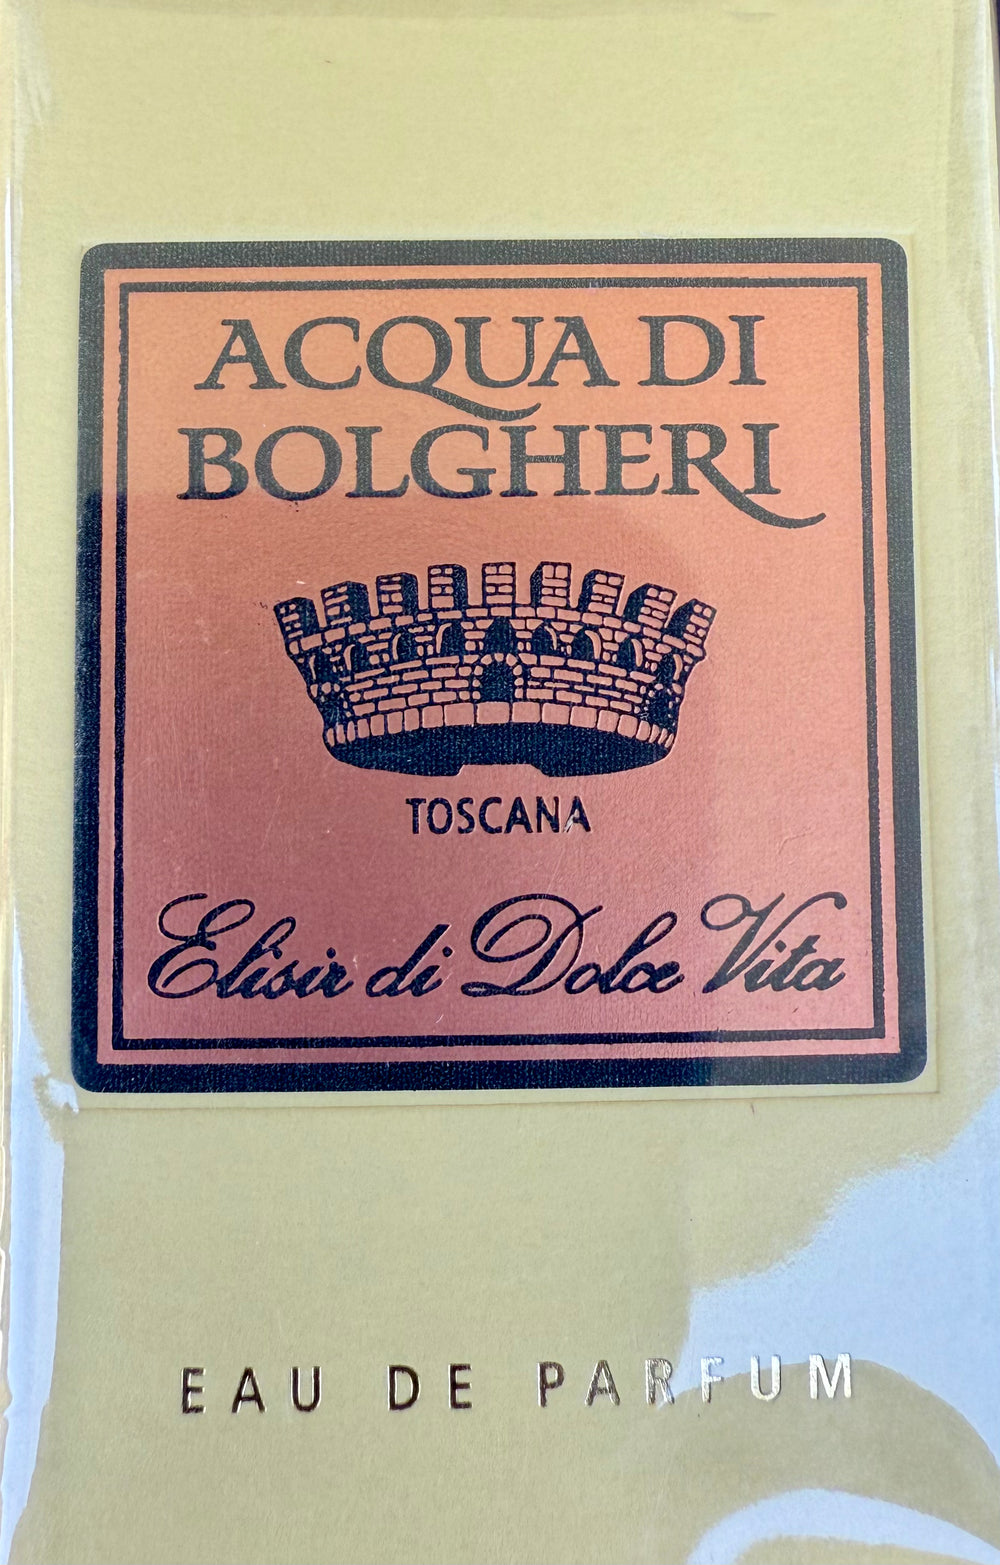 ACQUA DI
BOLGHERI
TOSCANA
Elisir di Dolce Vita
EAU DE PARFUM